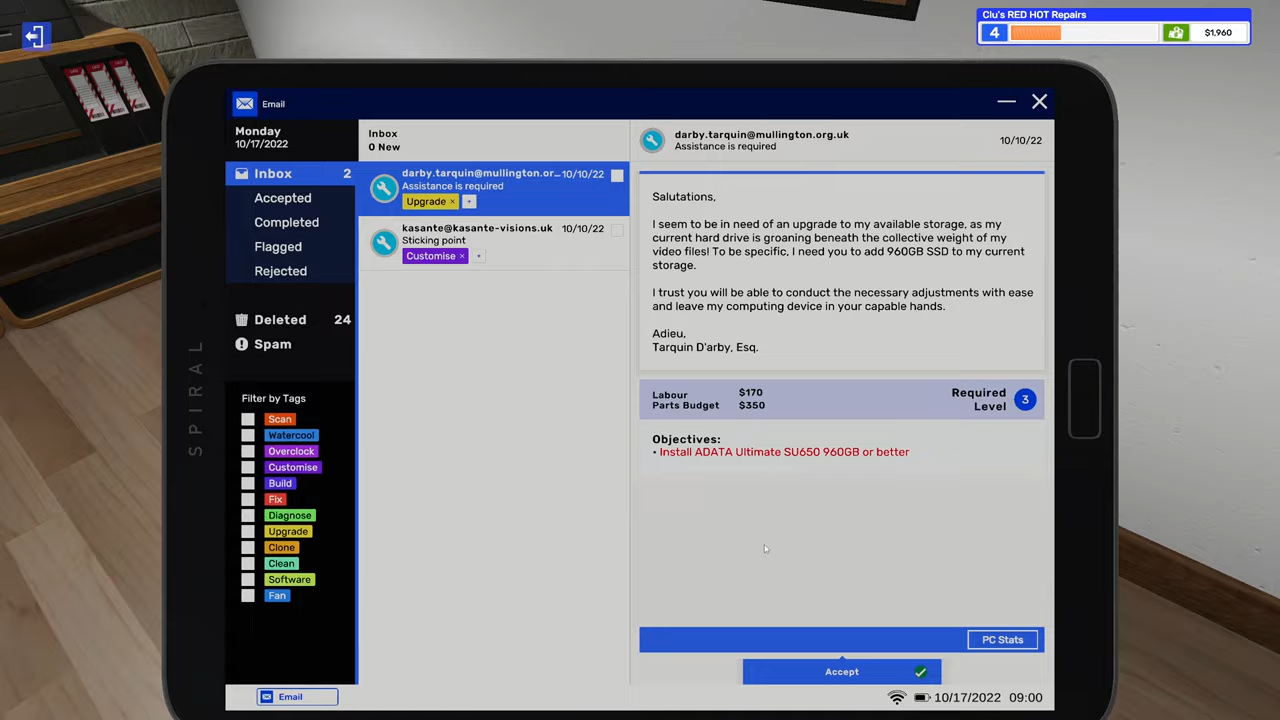 Clu's RED HOT Repairs
4
$1,960
Email
Monday
10/17/2022
Inbox 2
Accepted
Completed
Flagged
Rejected
Deleted 24
Spam
Filter by Tags
Scan
Watercool
Overclock
Customise
Build
Fix
Diagnose
Upgrade
Clone
Clean
Software
Fan
Inbox
0 New
darby.tarquin@mullington.or... 10/10/22
Assistance is required
Upgrade × +
kasante@kasante-visions.uk 10/10/22
Sticking point
Customise × +
darby.tarquin@mullington.org.uk 10/10/22
Assistance is required
Salutations,
I seem to be in need of an upgrade to my available storage, as my
current hard drive is groaning beneath the collective weight of my
video files! To be specific, I need you to add 960GB SSD to my current
storage.
I trust you will be able to conduct the necessary adjustments with ease
and leave my computing device in your capable hands.
Adieu,
Tarquin D'arby, Esq.
Labour $170
Parts Budget $350
Required
Level 3
Objectives:
• Install ADATA Ultimate SU650 960GB or better
PC Stats
Accept
SPIRAL
Email
10/17/2022 09:00